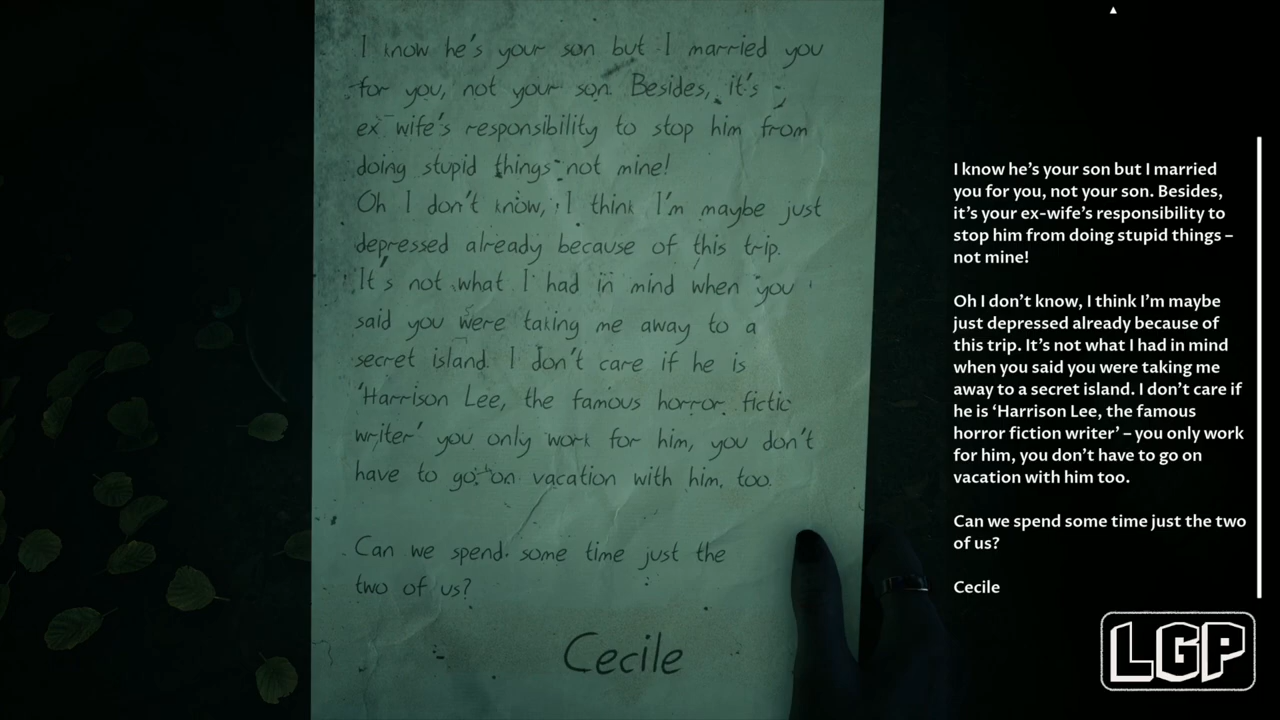 I know he's your son but I married you
for you, not your son. Besides, it's
ex wife's responsibility to stop him from
doing stupid things not mine!
Oh I don't know, I think I'm maybe just
depressed already because of this trip.
It's not what I had in mind when you
said you were taking me away to a
secret island. I don't care if he is
'Harrison Lee, the famous horror fictic
writer' you only work for him, you don't
have to go on vacation with him, too.
Can we spend some time just the
two of us?
Cecile
I know he's your son but I married
you for you, not your son. Besides,
it's your ex-wife's responsibility to
stop him from doing stupid things –
not mine!
Oh I don't know, I think I'm maybe
just depressed already because of
this trip. It's not what I had in mind
when you said you were taking me
away to a secret island. I don't care if
he is ‘Harrison Lee, the famous
horror fiction writer’ – you only work
for him, you don't have to go on
vacation with him too.
Can we spend some time just the two
of us?
Cecile
LGP